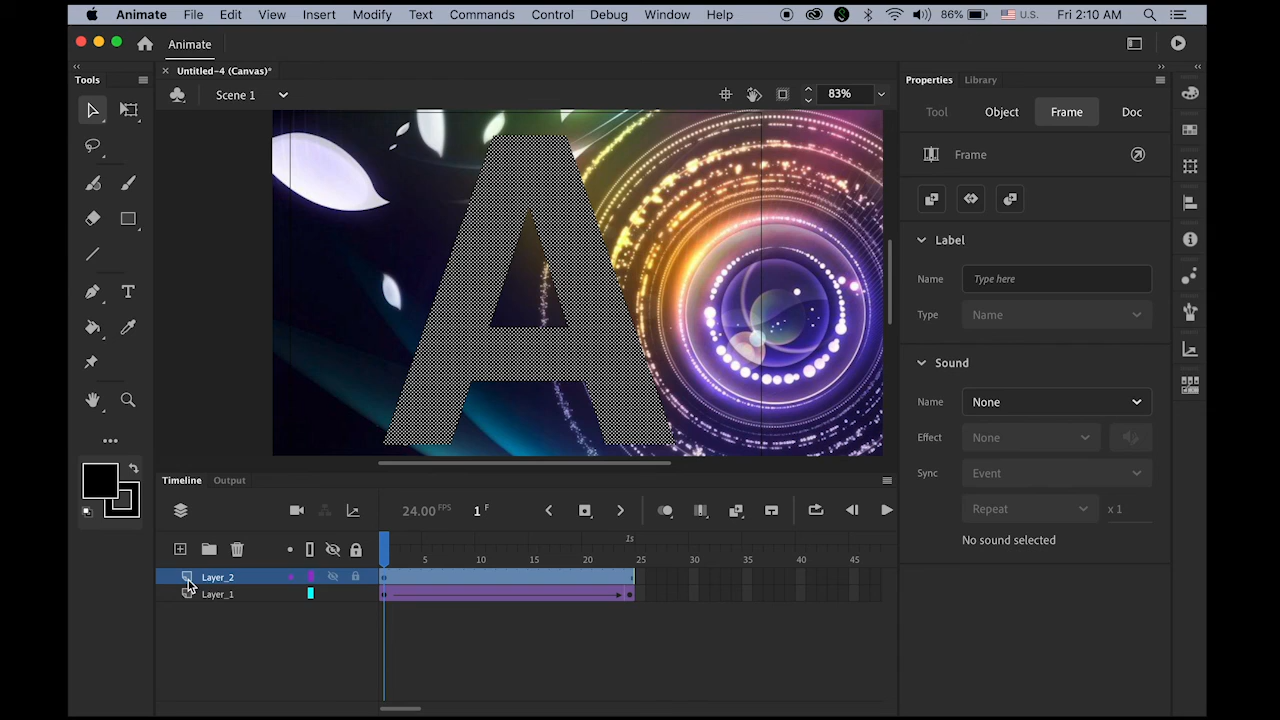 Animate File Edit View Insert Modify Text Commands Control Debug Window Help 86% U.S. Fri 2:10 AM
Animate
Tools
Untitled-4 (Canvas)*
Properties Library
Scene 1 83%
Tool Object Frame Doc
Frame
Label
Name Type here
Type Name
Sound
Name None
Effect None
Sync Event
Repeat x 1
No sound selected
A
Timeline Output
24.00 FPS 1 F
1s
5 10 15 20 25 30 35 40 45
Layer_2
Layer_1